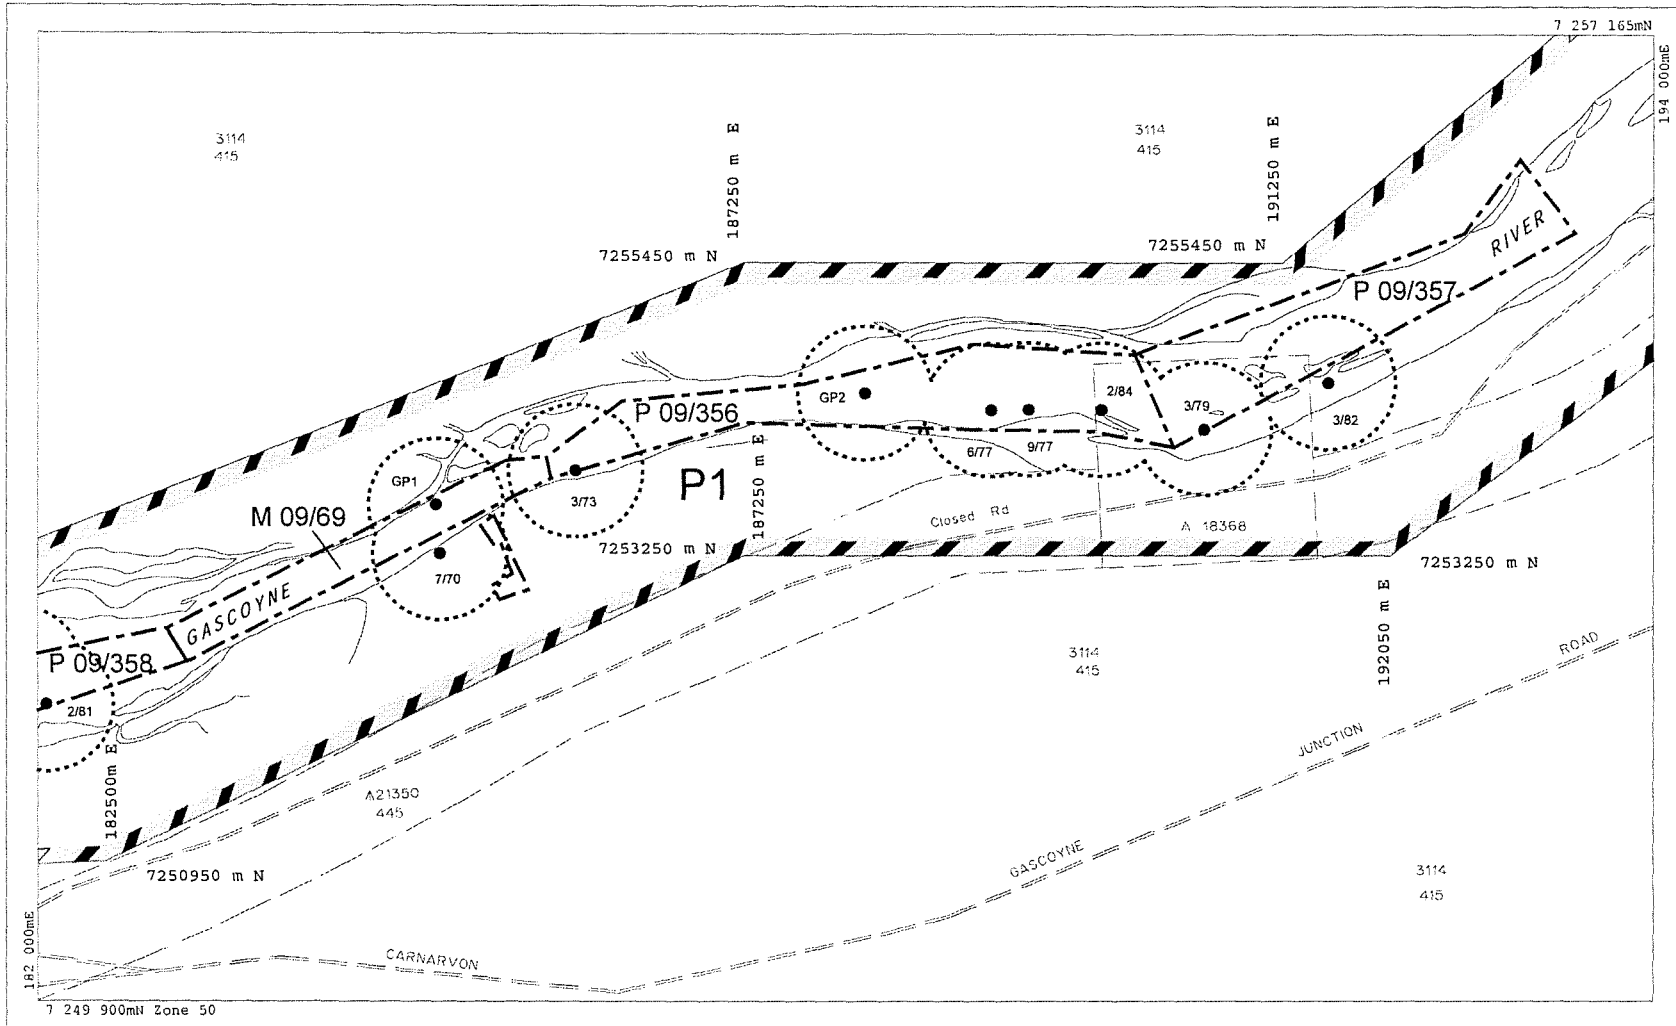 7 257 165mN
194 000mE
3114
415
187250 m E
3114
415
191250 m E
7255450 m N
7255450 m N
RIVER
P 09/357
P 09/356
GP2
2/84
3/79
3/82
6/77
9/77
GP1
3/73
P1
187250 m E
M 09/69
Closed Rd
A 18368
7253250 m N
7253250 m N
7/70
GASCOYNE
P 09/358
2/81
3114
415
192050 m E
ROAD
JUNCTION
182500m E
A21350
445
GASCOYNE
7250950 m N
3114
415
182 000mE
CARNARVON
7 249 900mN Zone 50